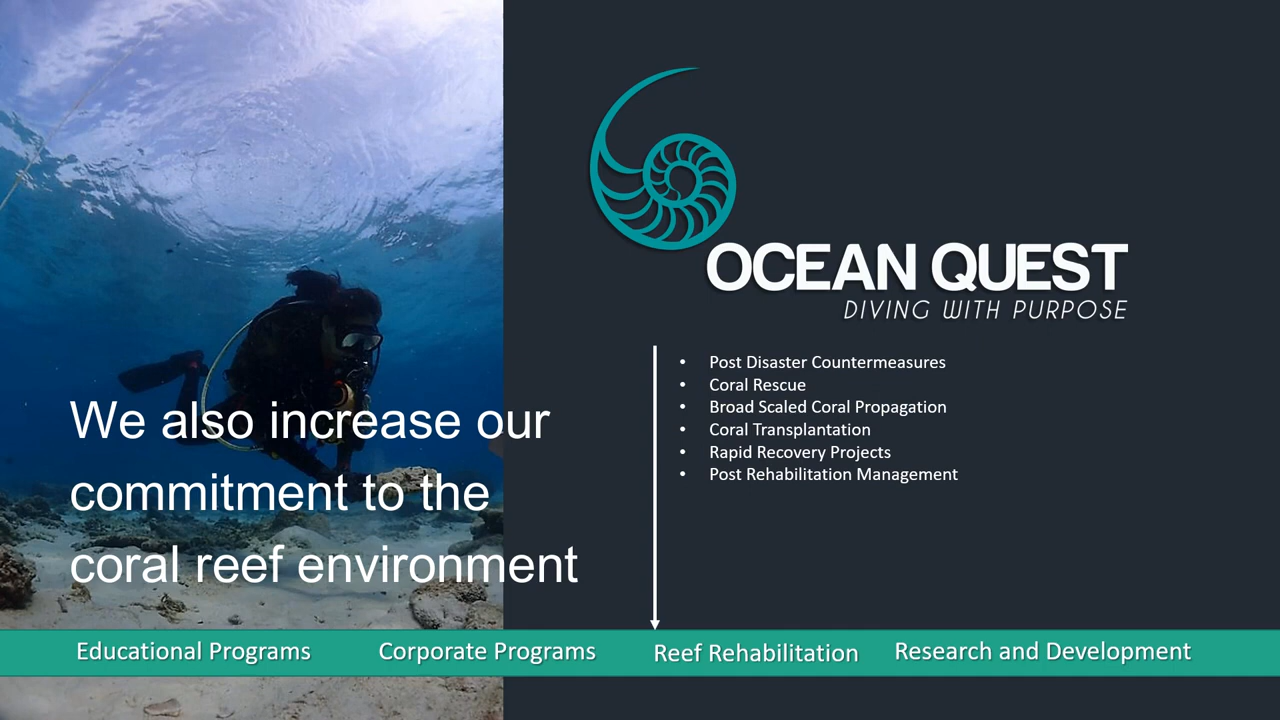 OCEAN QUEST
DIVING WITH PURPOSE
• Post Disaster Countermeasures
• Coral Rescue
• Broad Scaled Coral Propagation
• Coral Transplantation
• Rapid Recovery Projects
• Post Rehabilitation Management
We also increase our
commitment to the
coral reef environment
Educational Programs
Corporate Programs
Reef Rehabilitation
Research and Development